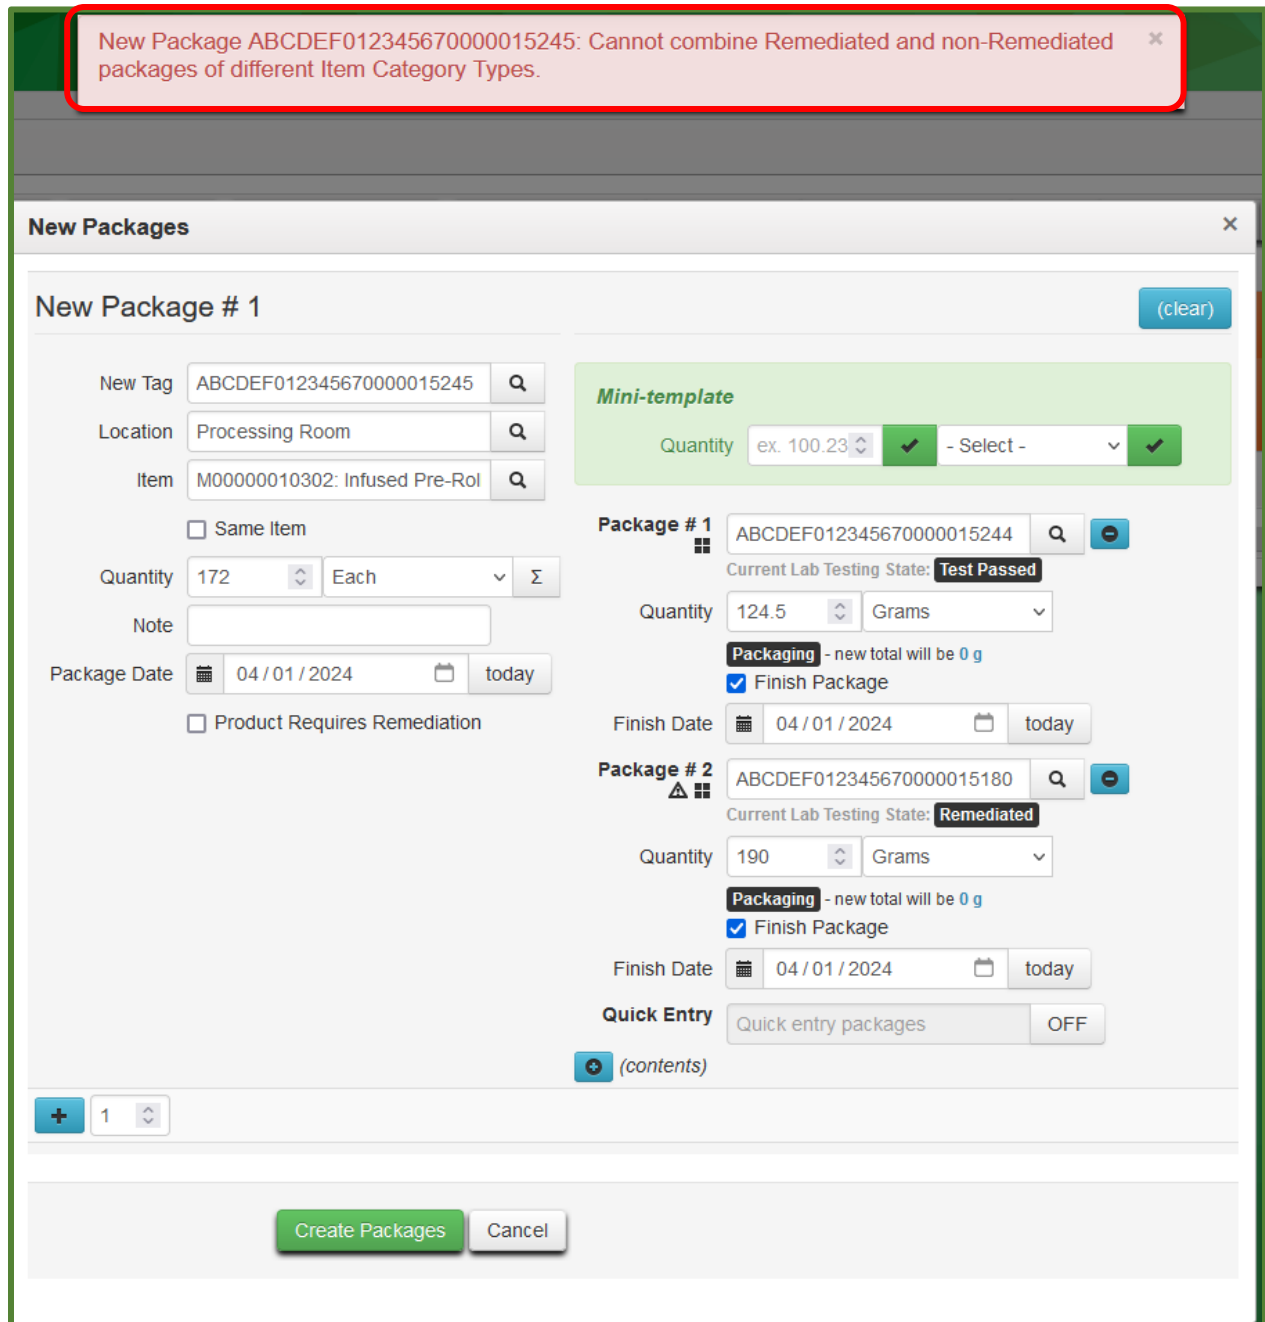 New Package ABCDEF012345670000015245: Cannot combine Remediated and non-Remediated ×
packages of different Item Category Types.
New Packages ×
New Package # 1
(clear)
New Tag ABCDEF012345670000015245
Location Processing Room
Item M00000010302: Infused Pre-Rol
Same Item
Quantity 172 Each Σ
Note
Package Date 04/01/2024 today
Product Requires Remediation
Mini-template
Quantity ex. 100.23 - Select -
Package # 1 ABCDEF012345670000015244
Current Lab Testing State: Test Passed
Quantity 124.5 Grams
Packaging - new total will be 0 g
Finish Package
Finish Date 04/01/2024 today
Package # 2 ABCDEF012345670000015180
Current Lab Testing State: Remediated
Quantity 190 Grams
Packaging - new total will be 0 g
Finish Package
Finish Date 04/01/2024 today
Quick Entry Quick entry packages OFF
(contents)
+ 1
Create Packages Cancel